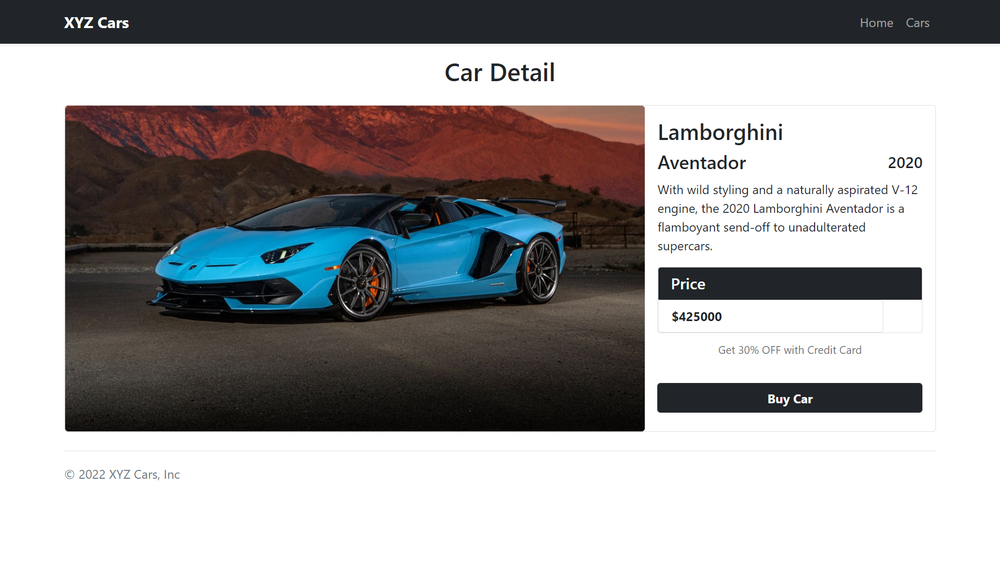 XYZ Cars
Home
Cars
Car Detail
Lamborghini
Aventador
2020
With wild styling and a naturally aspirated V-12
engine, the 2020 Lamborghini Aventador is a
flamboyant send-off to unadulterated
supercars.
Price
$425000
Get 30% OFF with Credit Card
Buy Car
© 2022 XYZ Cars, Inc